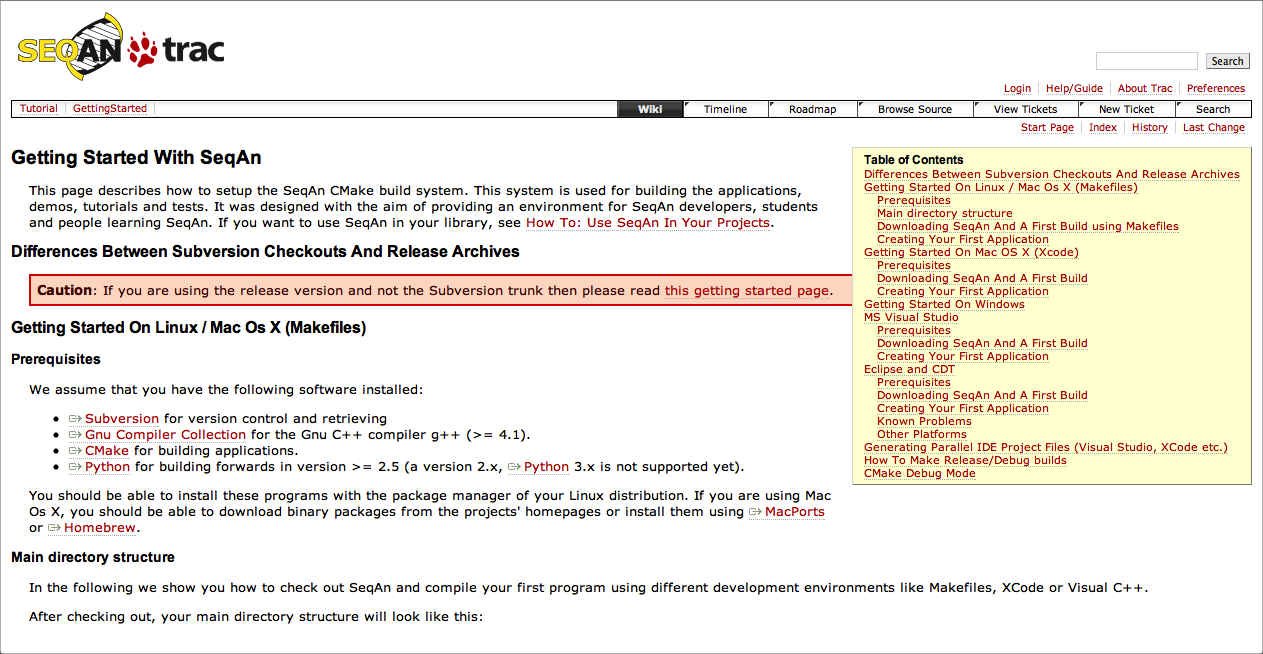 SEQAN trac
Search
Login Help/Guide About Trac Preferences
Tutorial GettingStarted Wiki Timeline Roadmap Browse Source View Tickets New Ticket Search
Start Page Index History Last Change
Getting Started With SeqAn
This page describes how to setup the SeqAn CMake build system. This system is used for building the applications,
demos, tutorials and tests. It was designed with the aim of providing an environment for SeqAn developers, students
and people learning SeqAn. If you want to use SeqAn in your library, see How To: Use SeqAn In Your Projects.
Differences Between Subversion Checkouts And Release Archives
Caution: If you are using the release version and not the Subversion trunk then please read this getting started page.
Getting Started On Linux / Mac Os X (Makefiles)
Prerequisites
We assume that you have the following software installed:
• Subversion for version control and retrieving
• Gnu Compiler Collection for the Gnu C++ compiler g++ (>= 4.1).
• CMake for building applications.
• Python for building forwards in version >= 2.5 (a version 2.x, Python 3.x is not supported yet).
You should be able to install these programs with the package manager of your Linux distribution. If you are using Mac
Os X, you should be able to download binary packages from the projects' homepages or install them using MacPorts
or Homebrew.
Main directory structure
In the following we show you how to check out SeqAn and compile your first program using different development environments like Makefiles, XCode or Visual C++.
After checking out, your main directory structure will look like this:
Table of Contents
Differences Between Subversion Checkouts And Release Archives
Getting Started On Linux / Mac Os X (Makefiles)
Prerequisites
Main directory structure
Downloading SeqAn And A First Build using Makefiles
Creating Your First Application
Getting Started On Mac OS X (Xcode)
Prerequisites
Downloading SeqAn And A First Build
Creating Your First Application
Getting Started On Windows
MS Visual Studio
Prerequisites
Downloading SeqAn And A First Build
Creating Your First Application
Eclipse and CDT
Prerequisites
Downloading SeqAn And A First Build
Creating Your First Application
Known Problems
Other Platforms
Generating Parallel IDE Project Files (Visual Studio, XCode etc.)
How To Make Release/Debug builds
CMake Debug Mode